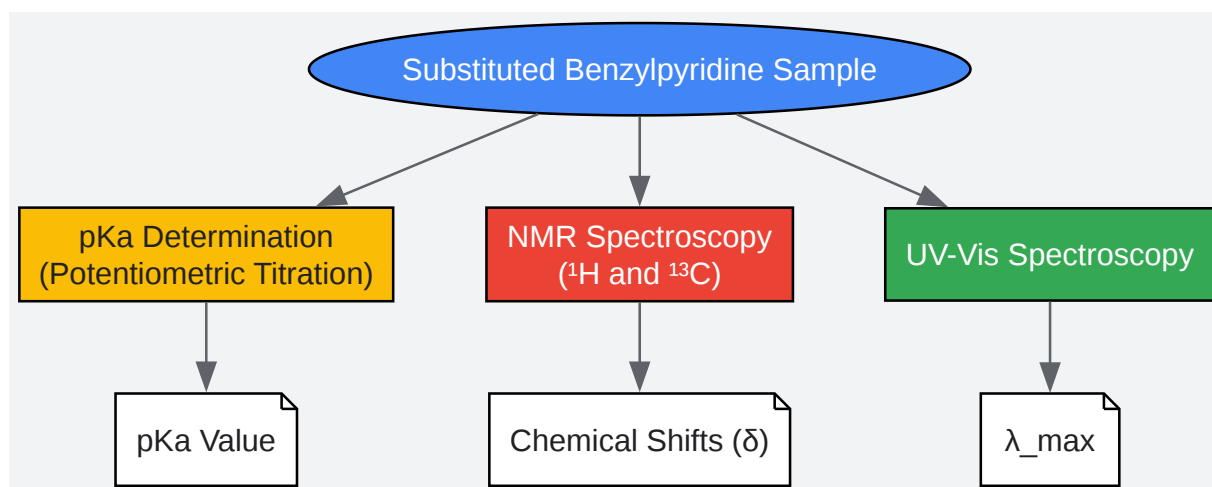 Substituted Benzylpyridine Sample
pKa Determination
(Potentiometric Titration)
NMR Spectroscopy
(¹H and ¹³C)
UV-Vis Spectroscopy
pKa Value
Chemical Shifts (δ)
λ_max